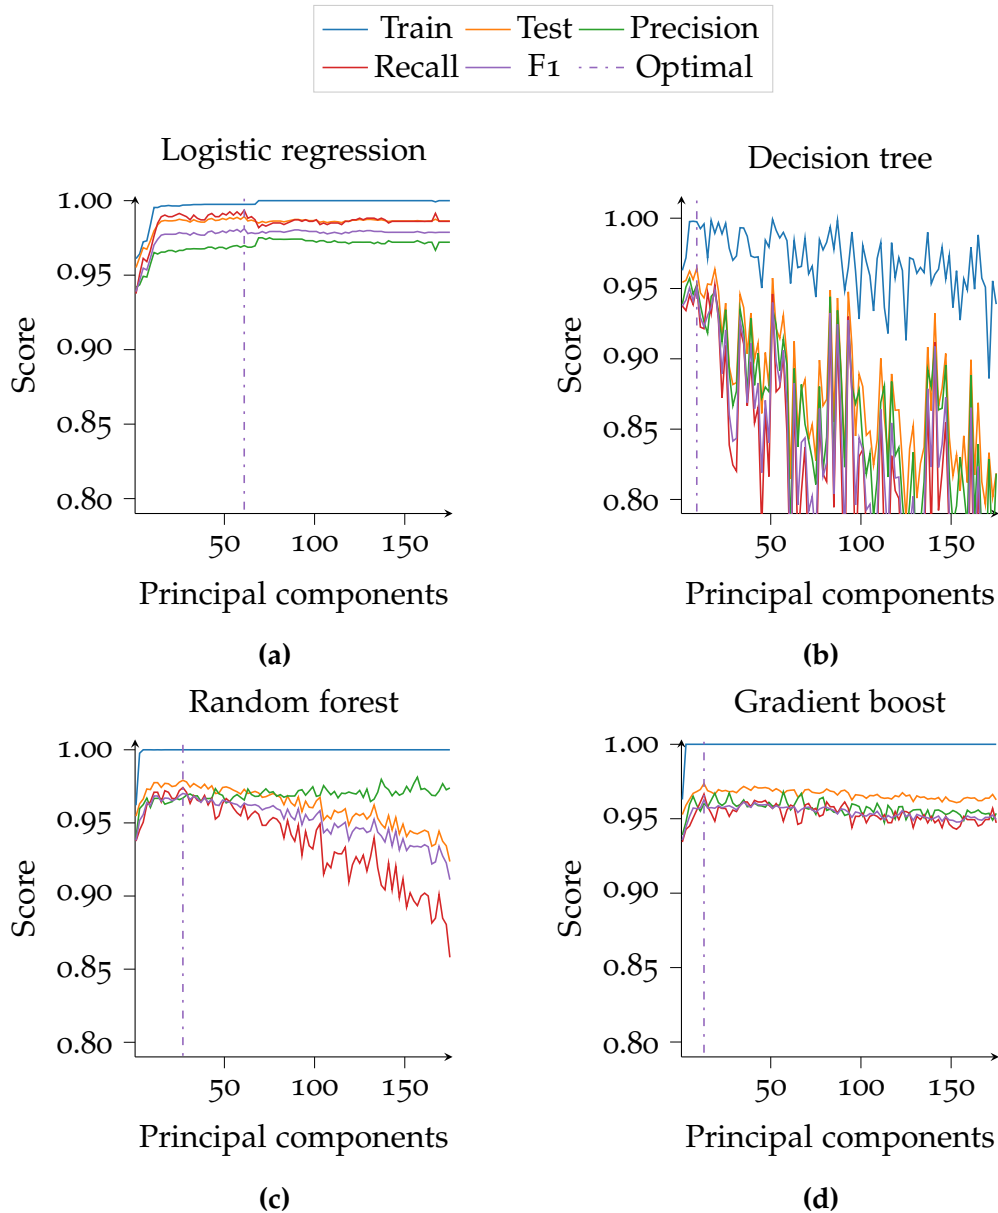 Train Test Precision
Recall F1 Optimal
Logistic regression
1.00
0.95
0.90
0.85
0.80
Score
50 100 150
Principal components
(a)
Decision tree
1.00
0.95
0.90
0.85
0.80
Score
50 100 150
Principal components
(b)
Random forest
1.00
0.95
0.90
0.85
0.80
Score
50 100 150
Principal components
(c)
Gradient boost
1.00
0.95
0.90
0.85
0.80
Score
50 100 150
Principal components
(d)